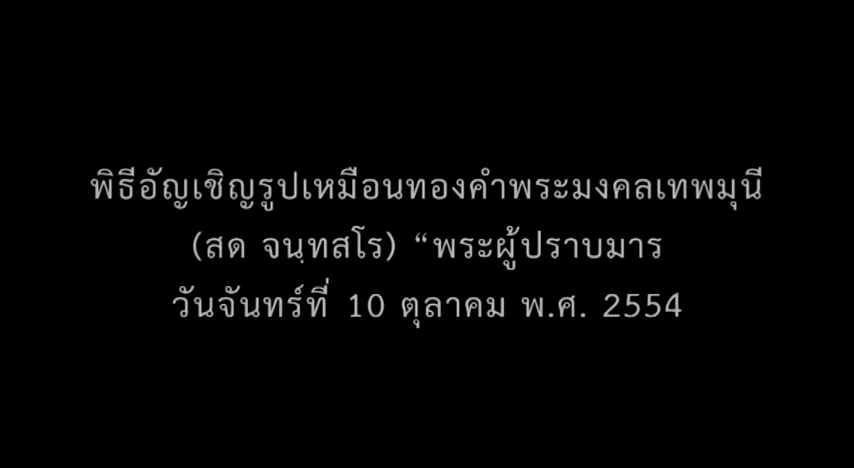 พิธีอัญเชิญรูปเหมือนทองคำพระมงคลเทพมุนี
(สด จนฺทสโร) “พระผู้ปราบมาร
วันจันทร์ที่ 10 ตุลาคม พ.ศ. 2554